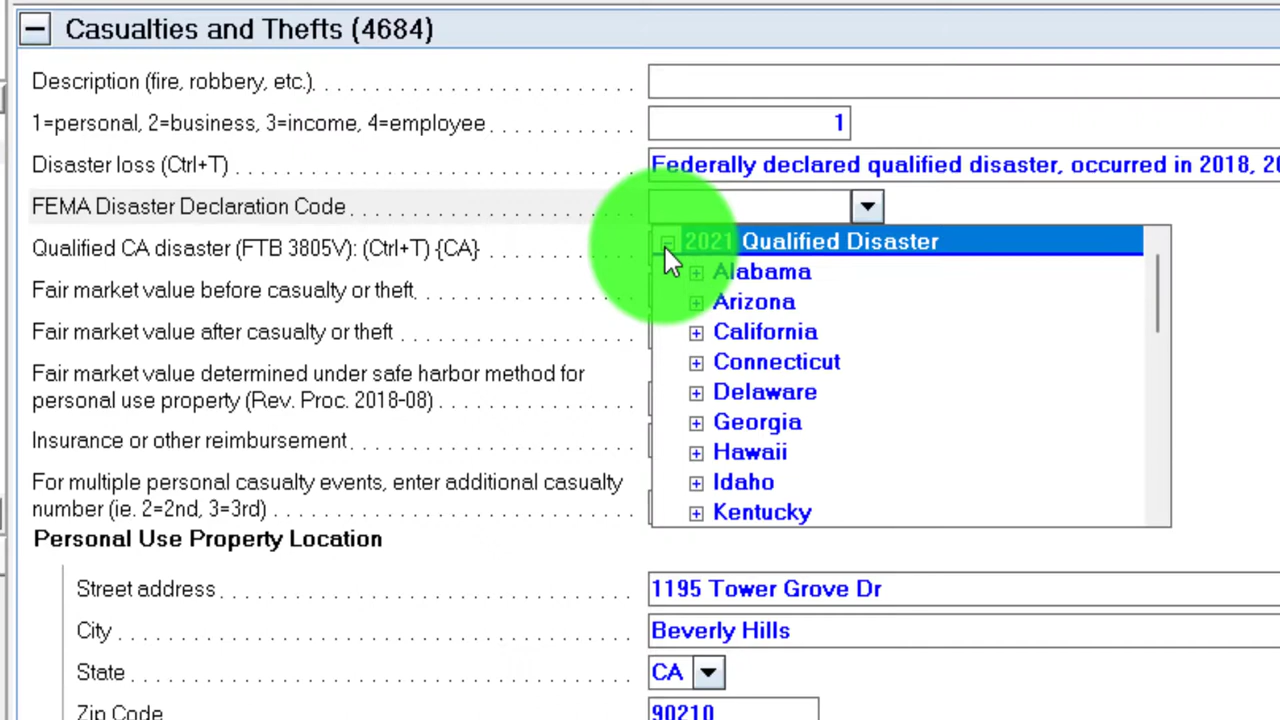 Casualties and Thefts (4684)
Description (fire, robbery, etc.)
1=personal, 2=business, 3=income, 4=employee
1
Disaster loss (Ctrl+T)
Federally declared qualified disaster, occurred in 2018, 20
FEMA Disaster Declaration Code
2021 Qualified Disaster
Qualified CA disaster (FTB 3805V): (Ctrl+T) {CA}
Alabama
Fair market value before casualty or theft
Arizona
Fair market value after casualty or theft
California
Fair market value determined under safe harbor method for
personal use property (Rev. Proc. 2018-08)
Connecticut
Delaware
Georgia
Insurance or other reimbursement
Hawaii
For multiple personal casualty events, enter additional casualty
number (ie. 2=2nd, 3=3rd)
Idaho
Kentucky
Personal Use Property Location
Street address
1195 Tower Grove Dr
City
Beverly Hills
State
CA
Zip Code
90210